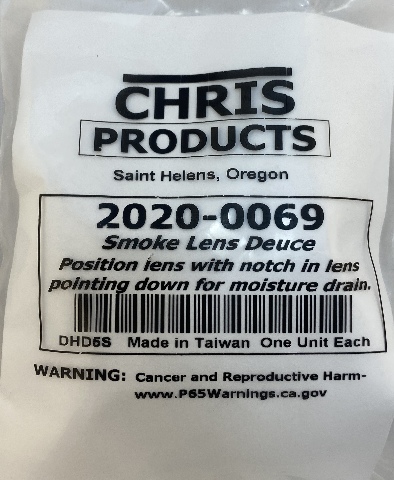 CHRIS
PRODUCTS
Saint Helens, Oregon
2020-0069
Smoke Lens Deuce
Position lens with notch in lens
pointing down for moisture drain.
DHD6S Made in Taiwan One Unit Each
WARNING: Cancer and Reproductive Harm-
www.P65Warnings.ca.gov